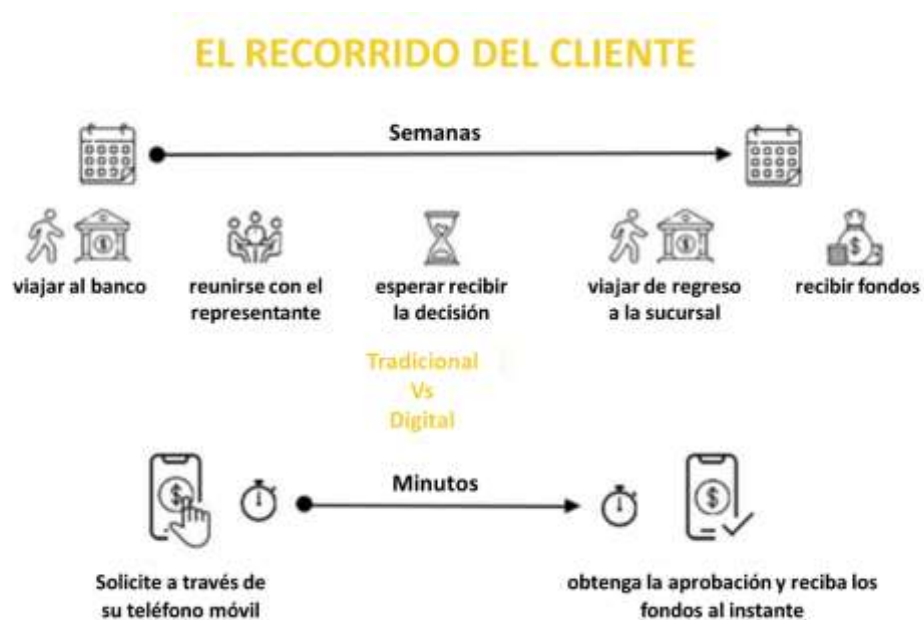 EL RECORRIDO DEL CLIENTE
Semanas
viajar al banco
reunirse con el
representante
esperar recibir
la decisión
viajar de regreso
a la sucursal
recibir fondos
Tradicional
Vs
Digital
Minutos
Solicite a través de
su teléfono móvil
obtenga la aprobación y reciba los
fondos al instante